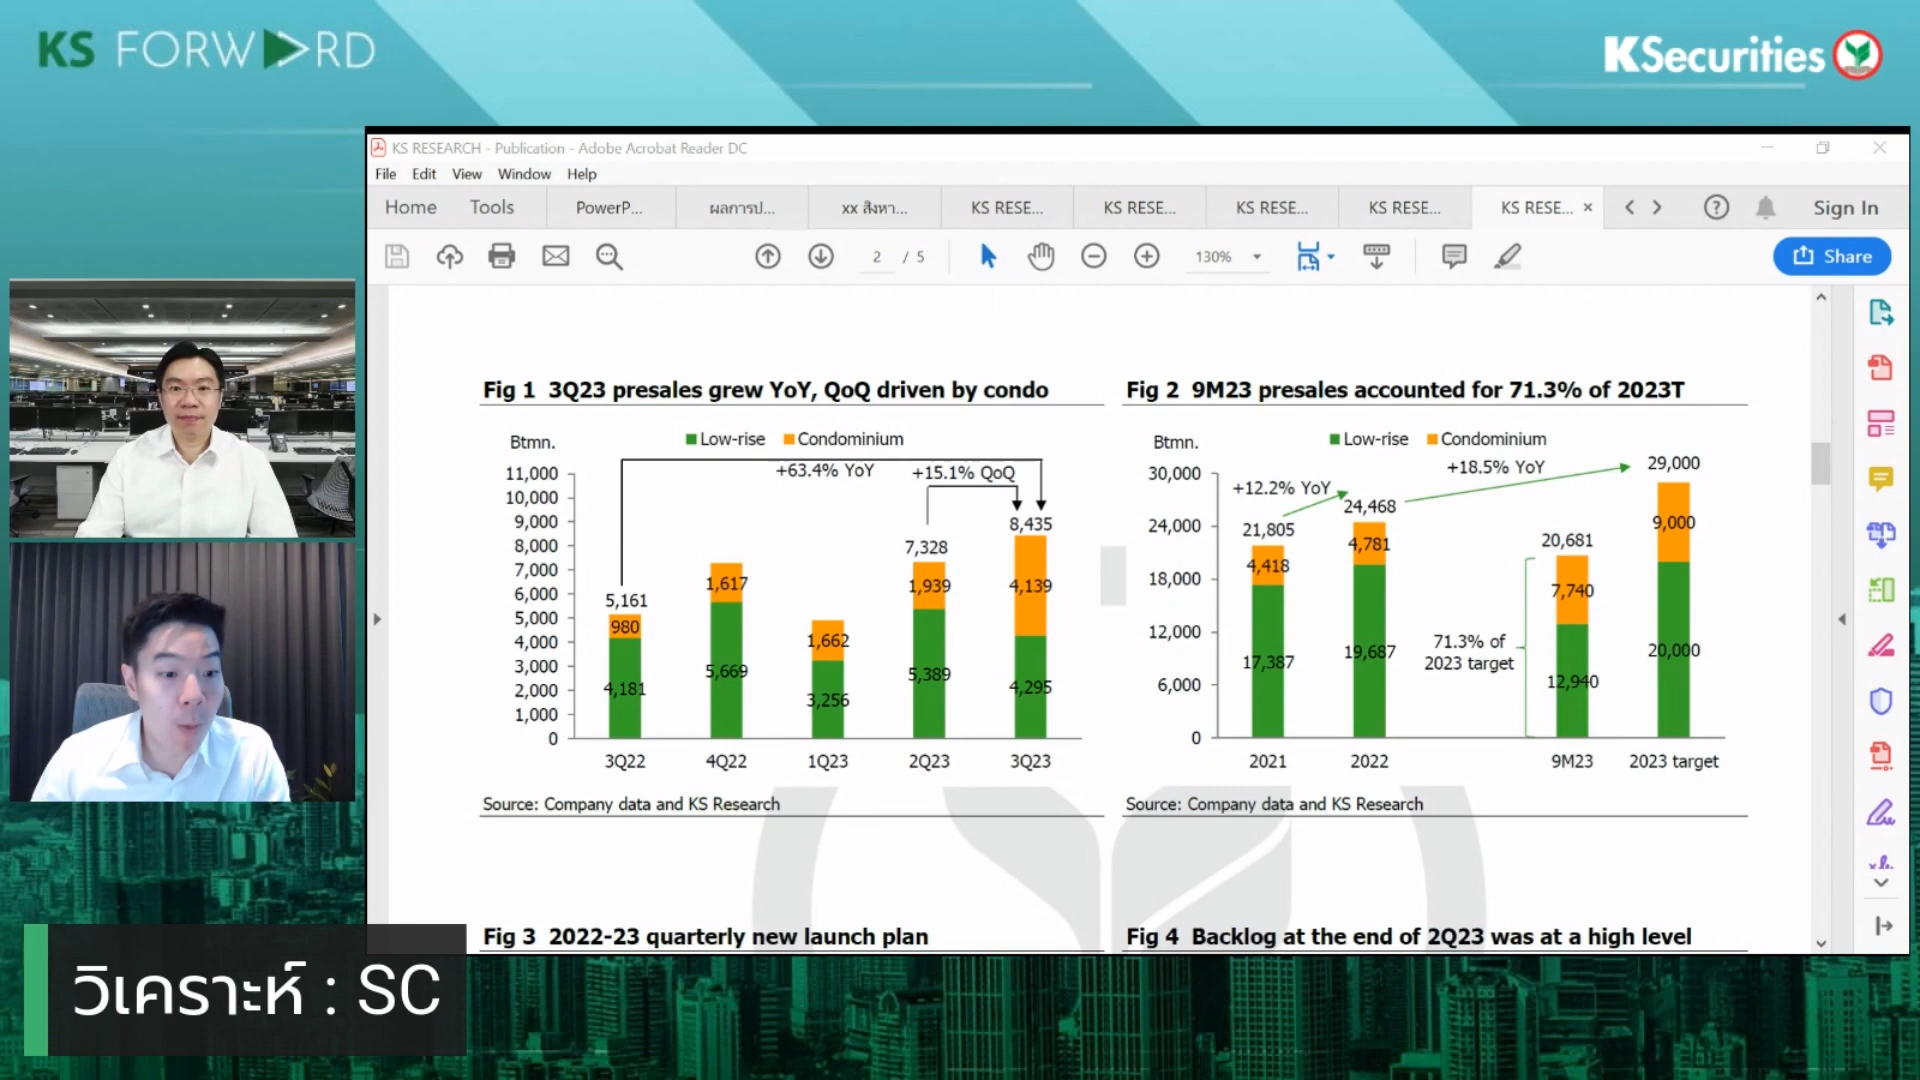 KS FORWARD
KSecurities
KS RESEARCH - Publication - Adobe Acrobat Reader DC
File Edit View Window Help
Home Tools PowerP... ผลการป... xx สิงหา... KS RESE... KS RESE... KS RESE... KS RESE... KS RESE... × Sign In
2 / 5 130% Share
Fig 1 3Q23 presales grew YoY, QoQ driven by condo
Btmn.
Low-rise Condominium
+63.4% YoY
+15.1% QoQ
11,000
10,000
9,000
8,000
7,000
6,000
5,000
4,000
3,000
2,000
1,000
0
5,161
980
4,181
1,617
5,669
1,662
3,256
7,328
1,939
5,389
8,435
4,139
4,295
3Q22 4Q22 1Q23 2Q23 3Q23
Source: Company data and KS Research
Fig 2 9M23 presales accounted for 71.3% of 2023T
Btmn.
Low-rise Condominium
+12.2% YoY
+18.5% YoY
30,000
24,000
18,000
12,000
6,000
0
21,805
4,418
17,387
24,468
4,781
19,687
71.3% of
2023 target
20,681
7,740
12,940
29,000
9,000
20,000
2021 2022 9M23 2023 target
Source: Company data and KS Research
Fig 3 2022-23 quarterly new launch plan
Fig 4 Backlog at the end of 2Q23 was at a high level
วิเคราะห์ : SC